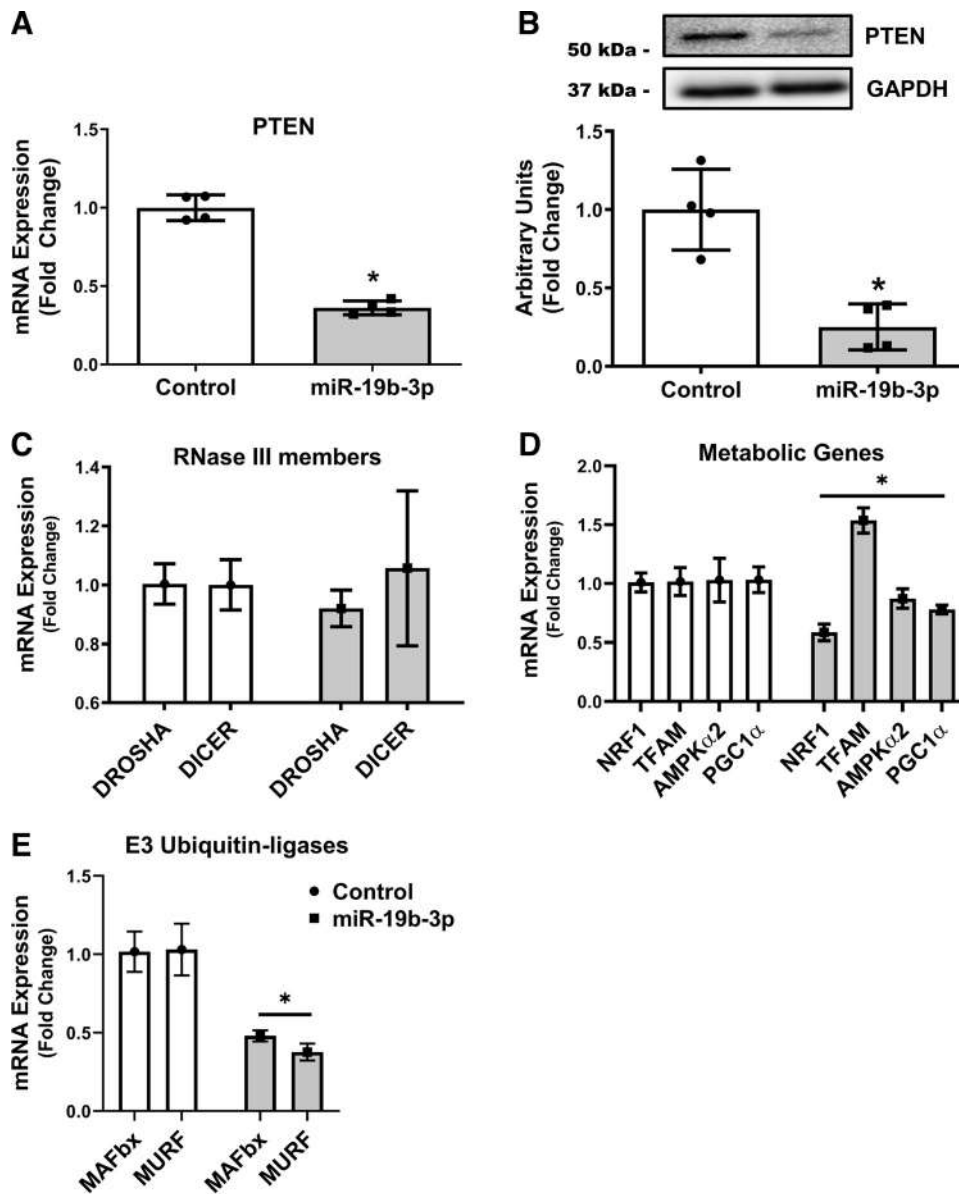 A
PTEN
mRNA Expression
(Fold Change)
1.5
1.0
0.5
0.0
*
Control
miR-19b-3p
B
50 kDa -
PTEN
37 kDa -
GAPDH
Arbitrary Units
(Fold Change)
1.5
1.0
0.5
0.0
*
Control
miR-19b-3p
C
RNase III members
mRNA Expression
(Fold Change)
1.4
1.2
1.0
0.8
0.6
DROSHA
DICER
DROSHA
DICER
D
Metabolic Genes
mRNA Expression
(Fold Change)
2.0
1.5
1.0
0.5
0.0
*
NRF1
TFAM
AMPKα2
PGC1α
NRF1
TFAM
AMPKα2
PGC1α
E
E3 Ubiquitin-ligases
mRNA Expression
(Fold Change)
1.5
1.0
0.5
0.0
Control
miR-19b-3p
*
MAFbx
MURF
MAFbx
MURF